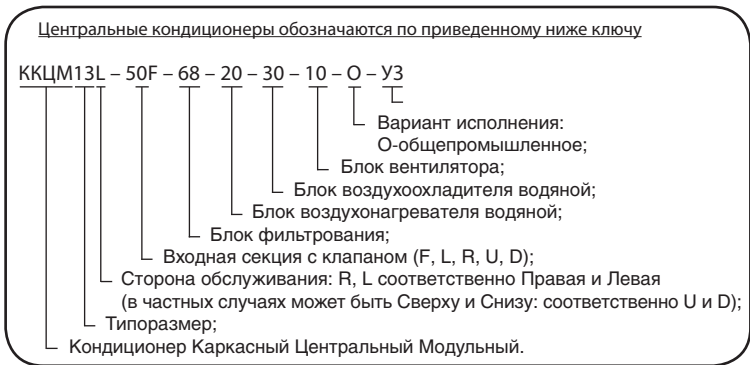 Центральные кондиционеры обозначаются по приведенному ниже ключу
ККЦМ13L – 50F – 68 – 20 – 30 – 10 – О – У3
Вариант исполнения:
О-общепромышленное;
Блок вентилятора;
Блок воздухоохладителя водяной;
Блок воздухонагревателя водяной;
Блок фильтрования;
Входная секция с клапаном (F, L, R, U, D);
Сторона обслуживания: R, L соответственно Правая и Левая
(в частных случаях может быть Сверху и Снизу: соответственно U и D);
Типоразмер;
Кондиционер Каркасный Центральный Модульный.